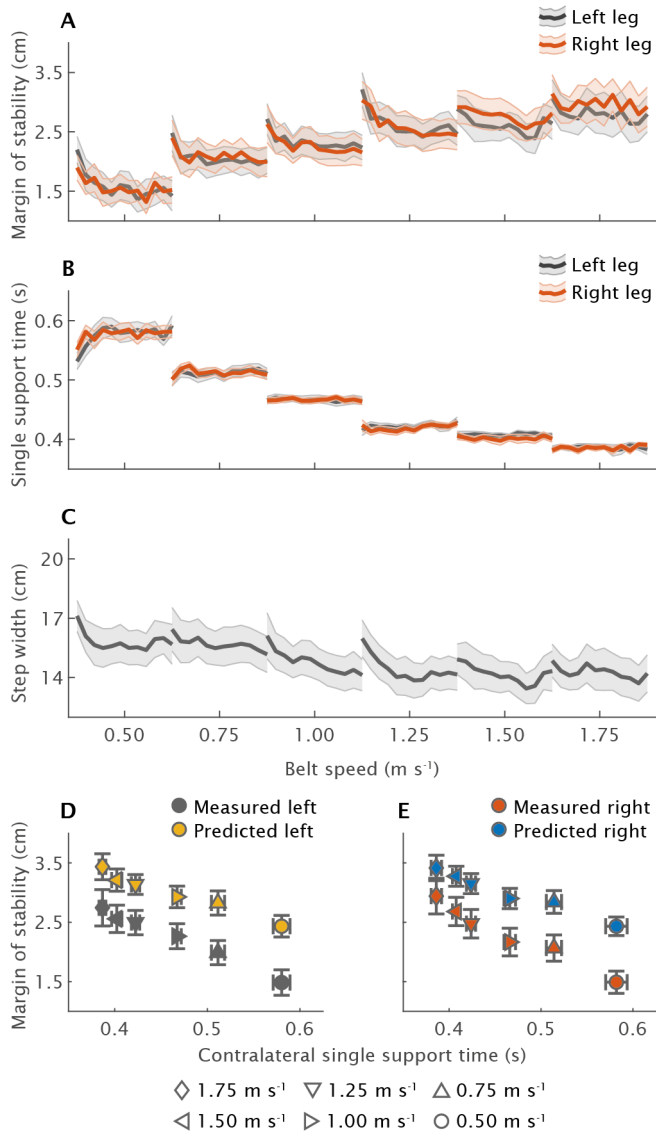 A
Left leg
Right leg
Margin of stability (cm)
3.5
2.5
1.5
B
Left leg
Right leg
Single support time (s)
0.6
0.5
0.4
C
Step width (cm)
20
17
14
0.50 0.75 1.00 1.25 1.50 1.75
Belt speed (m s⁻¹)
D
Measured left
Predicted left
E
Measured right
Predicted right
Margin of stability (cm)
3.5
2.5
1.5
0.4 0.5 0.6 0.4 0.5 0.6
Contralateral single support time (s)
1.75 m s⁻¹ 1.25 m s⁻¹ 0.75 m s⁻¹
1.50 m s⁻¹ 1.00 m s⁻¹ 0.50 m s⁻¹